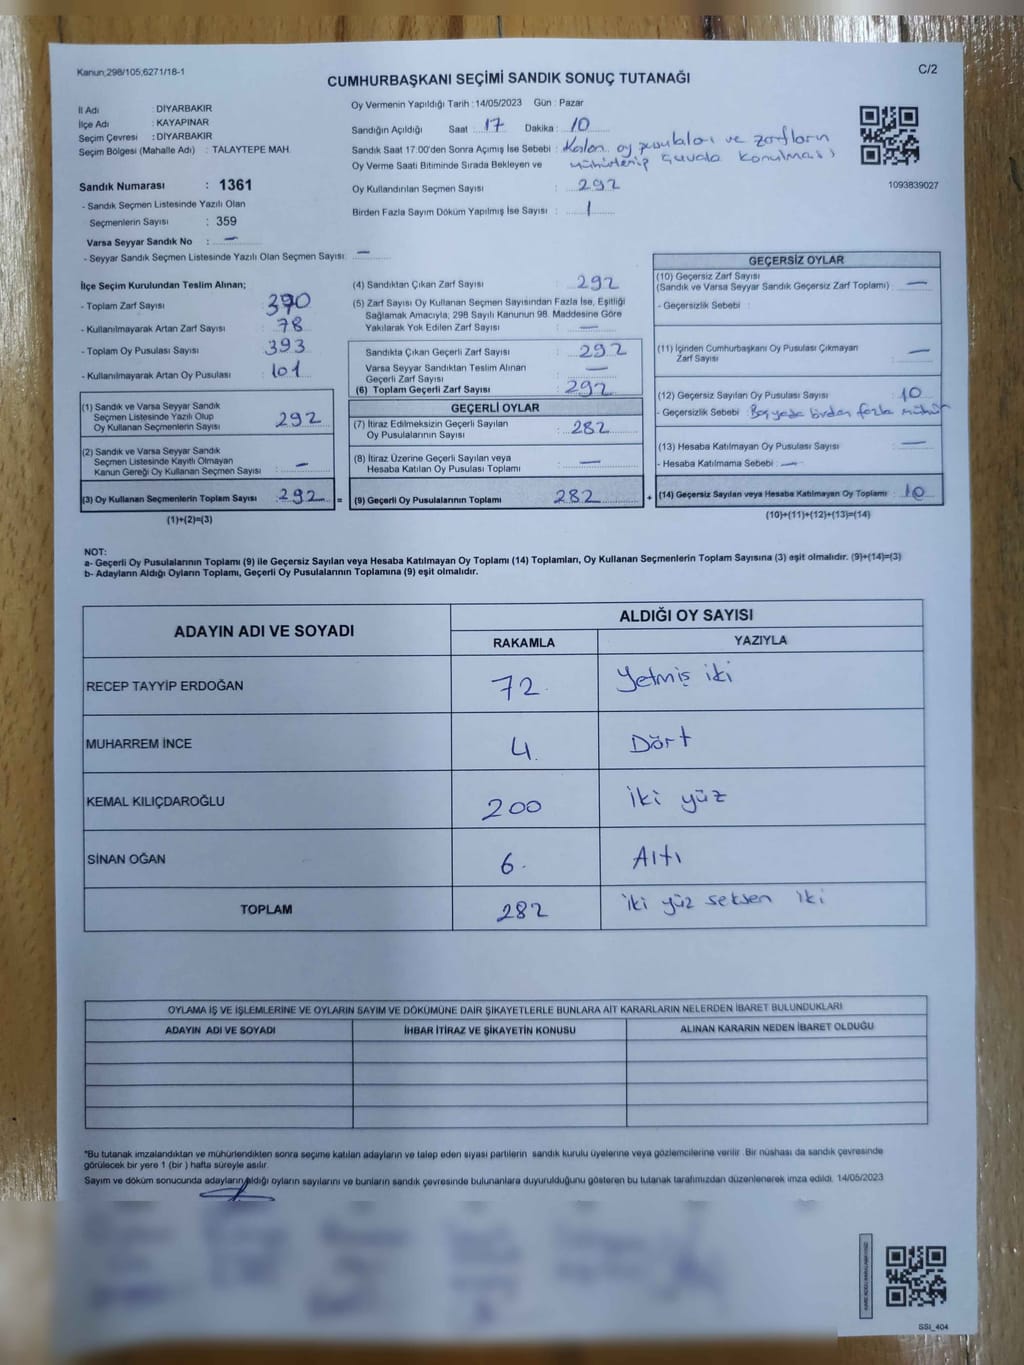 Kanun,298/105,6271/18-1
C/2
CUMHURBAŞKANI SEÇİMİ SANDIK SONUÇ TUTANAĞI
İl Adı : DİYARBAKIR
İlçe Adı : KAYAPINAR
Seçim Çevresi : DİYARBAKIR
Seçim Bölgesi (Mahalle Adı) : TALAYTEPE MAH.
Sandık Numarası : 1361
- Sandık Seçmen Listesinde Yazılı Olan
Seçmenlerin Sayısı : 359
Varsa Seyyar Sandık No : —
- Seyyar Sandık Seçmen Listesinde Yazılı Olan Seçmen Sayısı: —
Oy Vermenin Yapıldığı Tarih : 14/05/2023 Gün : Pazar
Sandığın Açıldığı Saat 17 Dakika : 10
Sandık Saat 17:00'den Sonra Açımış İse Sebebi : Kalan oy pusulaları ve zarfların
Oy Verme Saati Bitiminde Sırada Bekleyen ve mühürlenip çuvala konulması
Oy Kullandırılan Seçmen Sayısı : 292
Birden Fazla Sayım Döküm Yapılmış İse Sayısı : 1
1093839027
İlçe Seçim Kurulundan Teslim Alınan;
- Toplam Zarf Sayısı : 370
- Kullanılmayarak Artan Zarf Sayısı : 78
- Toplam Oy Pusulası Sayısı : 393
- Kullanılmayarak Artan Oy Pusulası : 101
(1) Sandık ve Varsa Seyyar Sandık
Seçmen Listesinde Yazılı Olup
Oy Kullanan Seçmenlerin Sayısı : 292
(2) Sandık ve Varsa Seyyar Sandık
Seçmen Listesinde Kayıtlı Olmayan
Kanun Gereği Oy Kullanan Seçmen Sayısı : —
(3) Oy Kullanan Seçmenlerin Toplam Sayısı : 292 =
(1)+(2)=(3)
(4) Sandıktan Çıkan Zarf Sayısı : 292
(5) Zarf Sayısı Oy Kullanan Seçmen Sayısından Fazla İse, Eşitliği
Sağlamak Amacıyla, 298 Sayılı Kanunun 98. Maddesine Göre
Yakılarak Yok Edilen Zarf Sayısı : —
Sandıkta Çıkan Geçerli Zarf Sayısı : 292
Varsa Seyyar Sandıktan Teslim Alınan
Geçerli Zarf Sayısı : —
(6) Toplam Geçerli Zarf Sayısı : 292
GEÇERLİ OYLAR
(7) İtiraz Edilmeksizin Geçerli Sayılan
Oy Pusulalarının Sayısı : 282
(8) İtiraz Üzerine Geçerli Sayılan veya
Hesaba Katılan Oy Pusulası Toplamı : —
(9) Geçerli Oy Pusulalarının Toplamı : 282 +
GEÇERSİZ OYLAR
(10) Geçersiz Zarf Sayısı
(Sandık ve Varsa Seyyar Sandık Geçersiz Zarf Toplamı) : —
- Geçersizlik Sebebi :
(11) İçinden Cumhurbaşkanı Oy Pusulası Çıkmayan
Zarf Sayısı : —
(12) Geçersiz Sayılan Oy Pusulası Sayısı : 10
- Geçersizlik Sebebi : Boş yada birden fazla mühür
(13) Hesaba Katılmayan Oy Pusulası Sayısı : —
- Hesaba Katılmama Sebebi : —
(14) Geçersiz Sayılan veya Hesaba Katılmayan Oy Toplamı : 10
(10)+(11)+(12)+(13)=(14)
NOT:
a- Geçerli Oy Pusulalarının Toplamı (9) ile Geçersiz Sayılan veya Hesaba Katılmayan Oy Toplamı (14) Toplamları, Oy Kullanan Seçmenlerin Toplam Sayısına (3) eşit olmalıdır. (9)+(14)=(3)
b- Adayların Aldığı Oyların Toplamı, Geçerli Oy Pusulalarının Toplamına (9) eşit olmalıdır.
ADAYIN ADI VE SOYADI
ALDIĞI OY SAYISI
RAKAMLA YAZIYLA
RECEP TAYYİP ERDOĞAN 72 Yetmiş iki
MUHARREM İNCE 4 Dört
KEMAL KILIÇDAROĞLU 200 iki yüz
SİNAN OĞAN 6 Altı
TOPLAM 282 iki yüz seksen iki
OYLAMA İŞ VE İŞLEMLERİNE VE OYLARIN SAYIM VE DÖKÜMÜNE DAİR ŞİKAYETLERLE BUNLARA AİT KARARLARIN NELERDEN İBARET BULUNDUKLARI
ADAYIN ADI VE SOYADI İHBAR İTİRAZ VE ŞİKAYETİN KONUSU ALINAN KARARIN NEDEN İBARET OLDUĞU
*Bu tutanak imzalandıktan ve mühürlendikten sonra seçime katılan adayların ve talep eden siyasi partilerin sandık kurulu üyelerine veya gözlemcilerine verilir. Bir nüshası da sandık çevresinde
görülecek bir yere 1 (bir) hafta süreyle asılır.
Sayım ve döküm sonucunda adayların aldığı oyların sayılarını ve bunların sandık çevresinde bulunanlara duyurulduğunu gösteren bu tutanak tarafımızdan düzenlenerek imza edildi. 14/05/2023
SSI_404